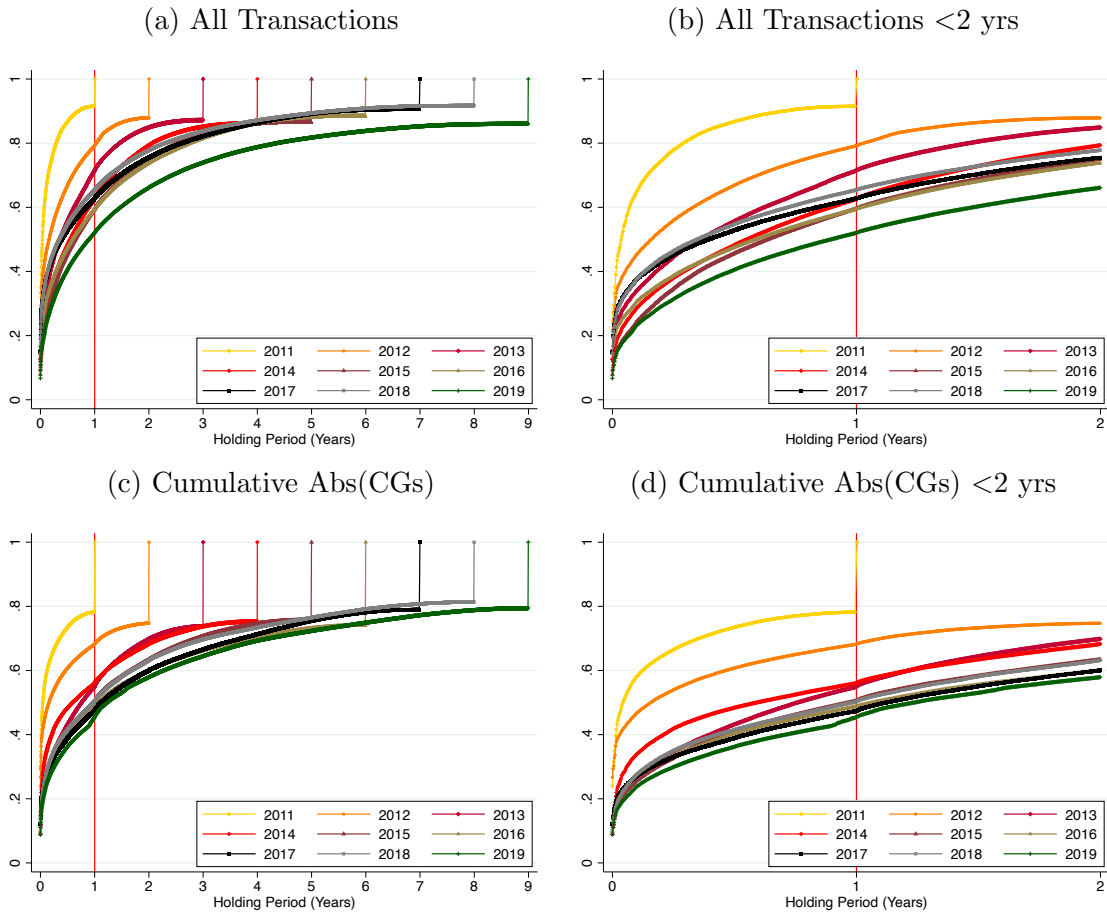 (a) All Transactions
1
.8
.6
.4
.2
0
2011 2012 2013
2014 2015 2016
2017 2018 2019
0 1 2 3 4 5 6 7 8 9
Holding Period (Years)
(b) All Transactions <2 yrs
1
.8
.6
.4
.2
0
2011 2012 2013
2014 2015 2016
2017 2018 2019
0 1 2
Holding Period (Years)
(c) Cumulative Abs(CGs)
1
.8
.6
.4
.2
0
2011 2012 2013
2014 2015 2016
2017 2018 2019
0 1 2 3 4 5 6 7 8 9
Holding Period (Years)
(d) Cumulative Abs(CGs) <2 yrs
1
.8
.6
.4
.2
0
2011 2012 2013
2014 2015 2016
2017 2018 2019
0 1 2
Holding Period (Years)